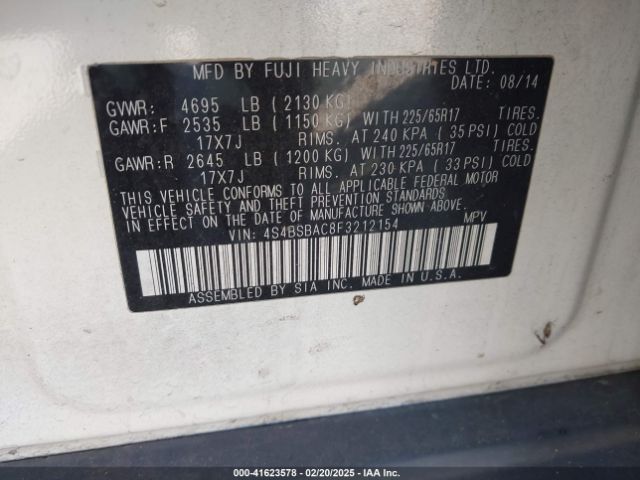 MFD BY FUJI HEAVY INDUSTRIES LTD.
DATE: 08/14
GVWR: 4695 LB (2130 KG)
GAWR:F 2535 LB (1150 KG) WITH 225/65R17 TIRES.
17X7J RIMS. AT 240 KPA (35 PSI) COLD
GAWR:R 2645 LB (1200 KG) WITH 225/65R17 TIRES.
17X7J RIMS. AT 230 KPA (33 PSI) COLD
THIS VEHICLE CONFORMS TO ALL APPLICABLE FEDERAL MOTOR
VEHICLE SAFETY AND THEFT PREVENTION STANDARDS
IN EFFECT ON THE DATE OF MANUFACTURE SHOWN ABOVE.
VIN: 4S4BSBAC8F3212154 MPV
ASSEMBLED BY SIA INC. MADE IN U.S.A.
000-41623578 - 02/20/2025 - IAA Inc.